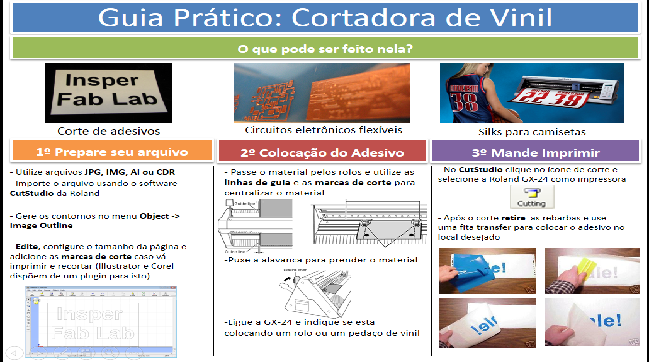 Guia Prático: Cortadora de Vinil
O que pode ser feito nela?
Insper
Fab Lab
38
22 38
Corte de adesivos
Circuitos eletrônicos flexíveis
Silks para camisetas
1º Prepare seu arquivo
- Utilize arquivos JPG, IMG, AI ou CDR
Importe o arquivo usando o software
CutStudio da Roland
- Gere os contornos no menu Object ->
Image Outline
Edite, configure o tamanho da página e
adicione as marcas de corte caso vá
imprimir e recortar (Illustrator e Corel
dispõem de um plugin para isto)
Insper
Fab Lab
2º Colocação do Adesivo
- Passe o material pelos rolos e utilize as
linhas de guia e as marcas de corte para
centralizar o material
Guide line
-Puxe a alavanca para prender o material
-Ligue a GX-24 e indique se está
colocando um rolo ou um pedaço de vinil
3º Mande Imprimir
No CutStudio clique no ícone de corte e
selecione a Roland GX-24 como impressora
Cutting
- Após o corte retire as rebarbas e use
uma fita transfer para colocar o adesivo no
local desejado